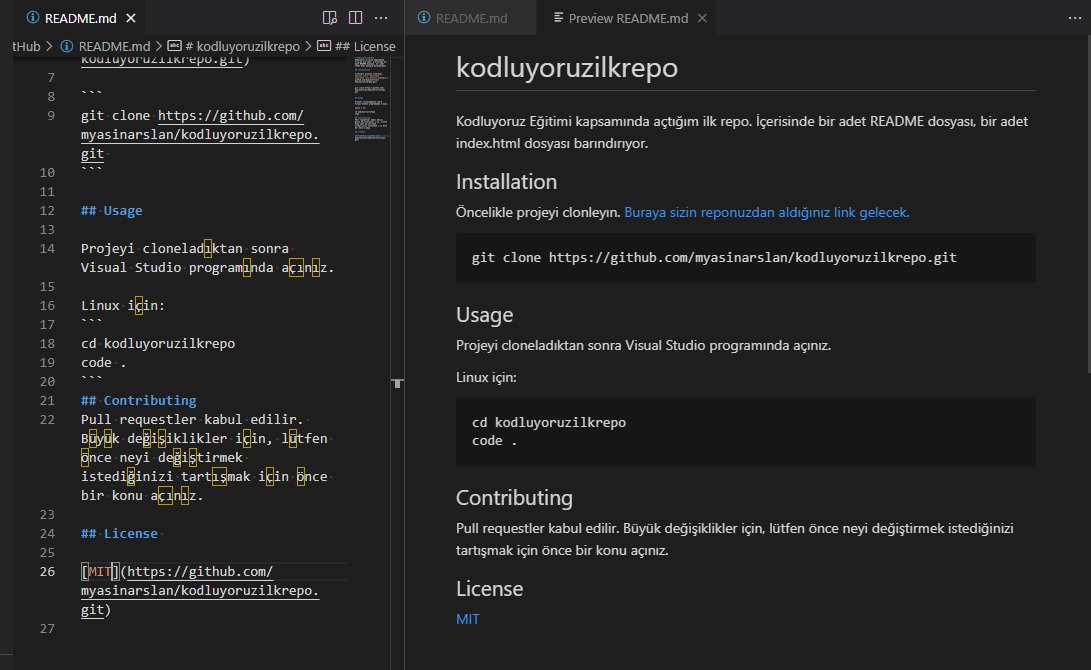 README.md
README.md
Preview README.md
tHub > README.md > # kodluyoruzilkrepo > ## License
kodluyoruzilkrepo.git)
7
8 ```
9 git clone https://github.com/
myasinarslan/kodluyoruzilkrepo.
git
10 ```
11
12 ## Usage
13
14 Projeyi cloneladıktan sonra
Visual Studio programında açınız.
15
16 Linux için:
17 ```
18 cd kodluyoruzilkrepo
19 code .
20 ```
21 ## Contributing
22 Pull requestler kabul edilir.
Büyük değişiklikler için, lütfen
önce neyi değiştirmek
istediğinizi tartışmak için önce
bir konu açınız.
23
24 ## License
25
26 [MIT](https://github.com/
myasinarslan/kodluyoruzilkrepo.
git)
27
kodluyoruzilkrepo
Kodluyoruz Eğitimi kapsamında açtığım ilk repo. İçerisinde bir adet README dosyası, bir adet
index.html dosyası barındırıyor.
Installation
Öncelikle projeyi clonleyın. Buraya sizin reponuzdan aldığınız link gelecek.
git clone https://github.com/myasinarslan/kodluyoruzilkrepo.git
Usage
Projeyi cloneladıktan sonra Visual Studio programında açınız.
Linux için:
cd kodluyoruzilkrepo
code .
Contributing
Pull requestler kabul edilir. Büyük değişiklikler için, lütfen önce neyi değiştirmek istediğinizi
tartışmak için önce bir konu açınız.
License
MIT